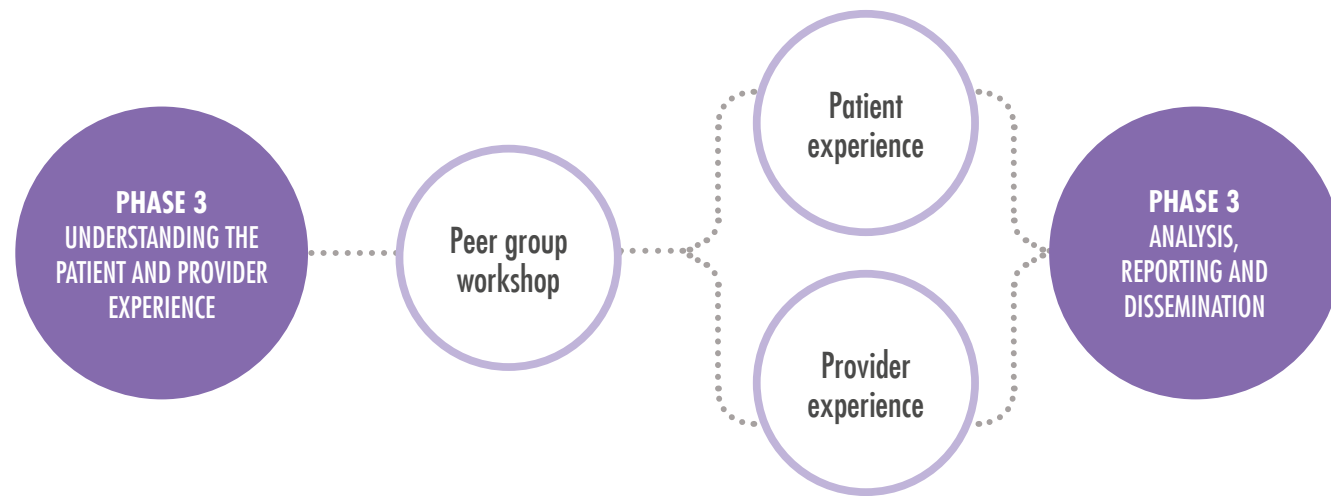 PHASE 3
UNDERSTANDING THE
PATIENT AND PROVIDER
EXPERIENCE
Peer group
workshop
Patient
experience
Provider
experience
PHASE 3
ANALYSIS,
REPORTING AND
DISSEMINATION